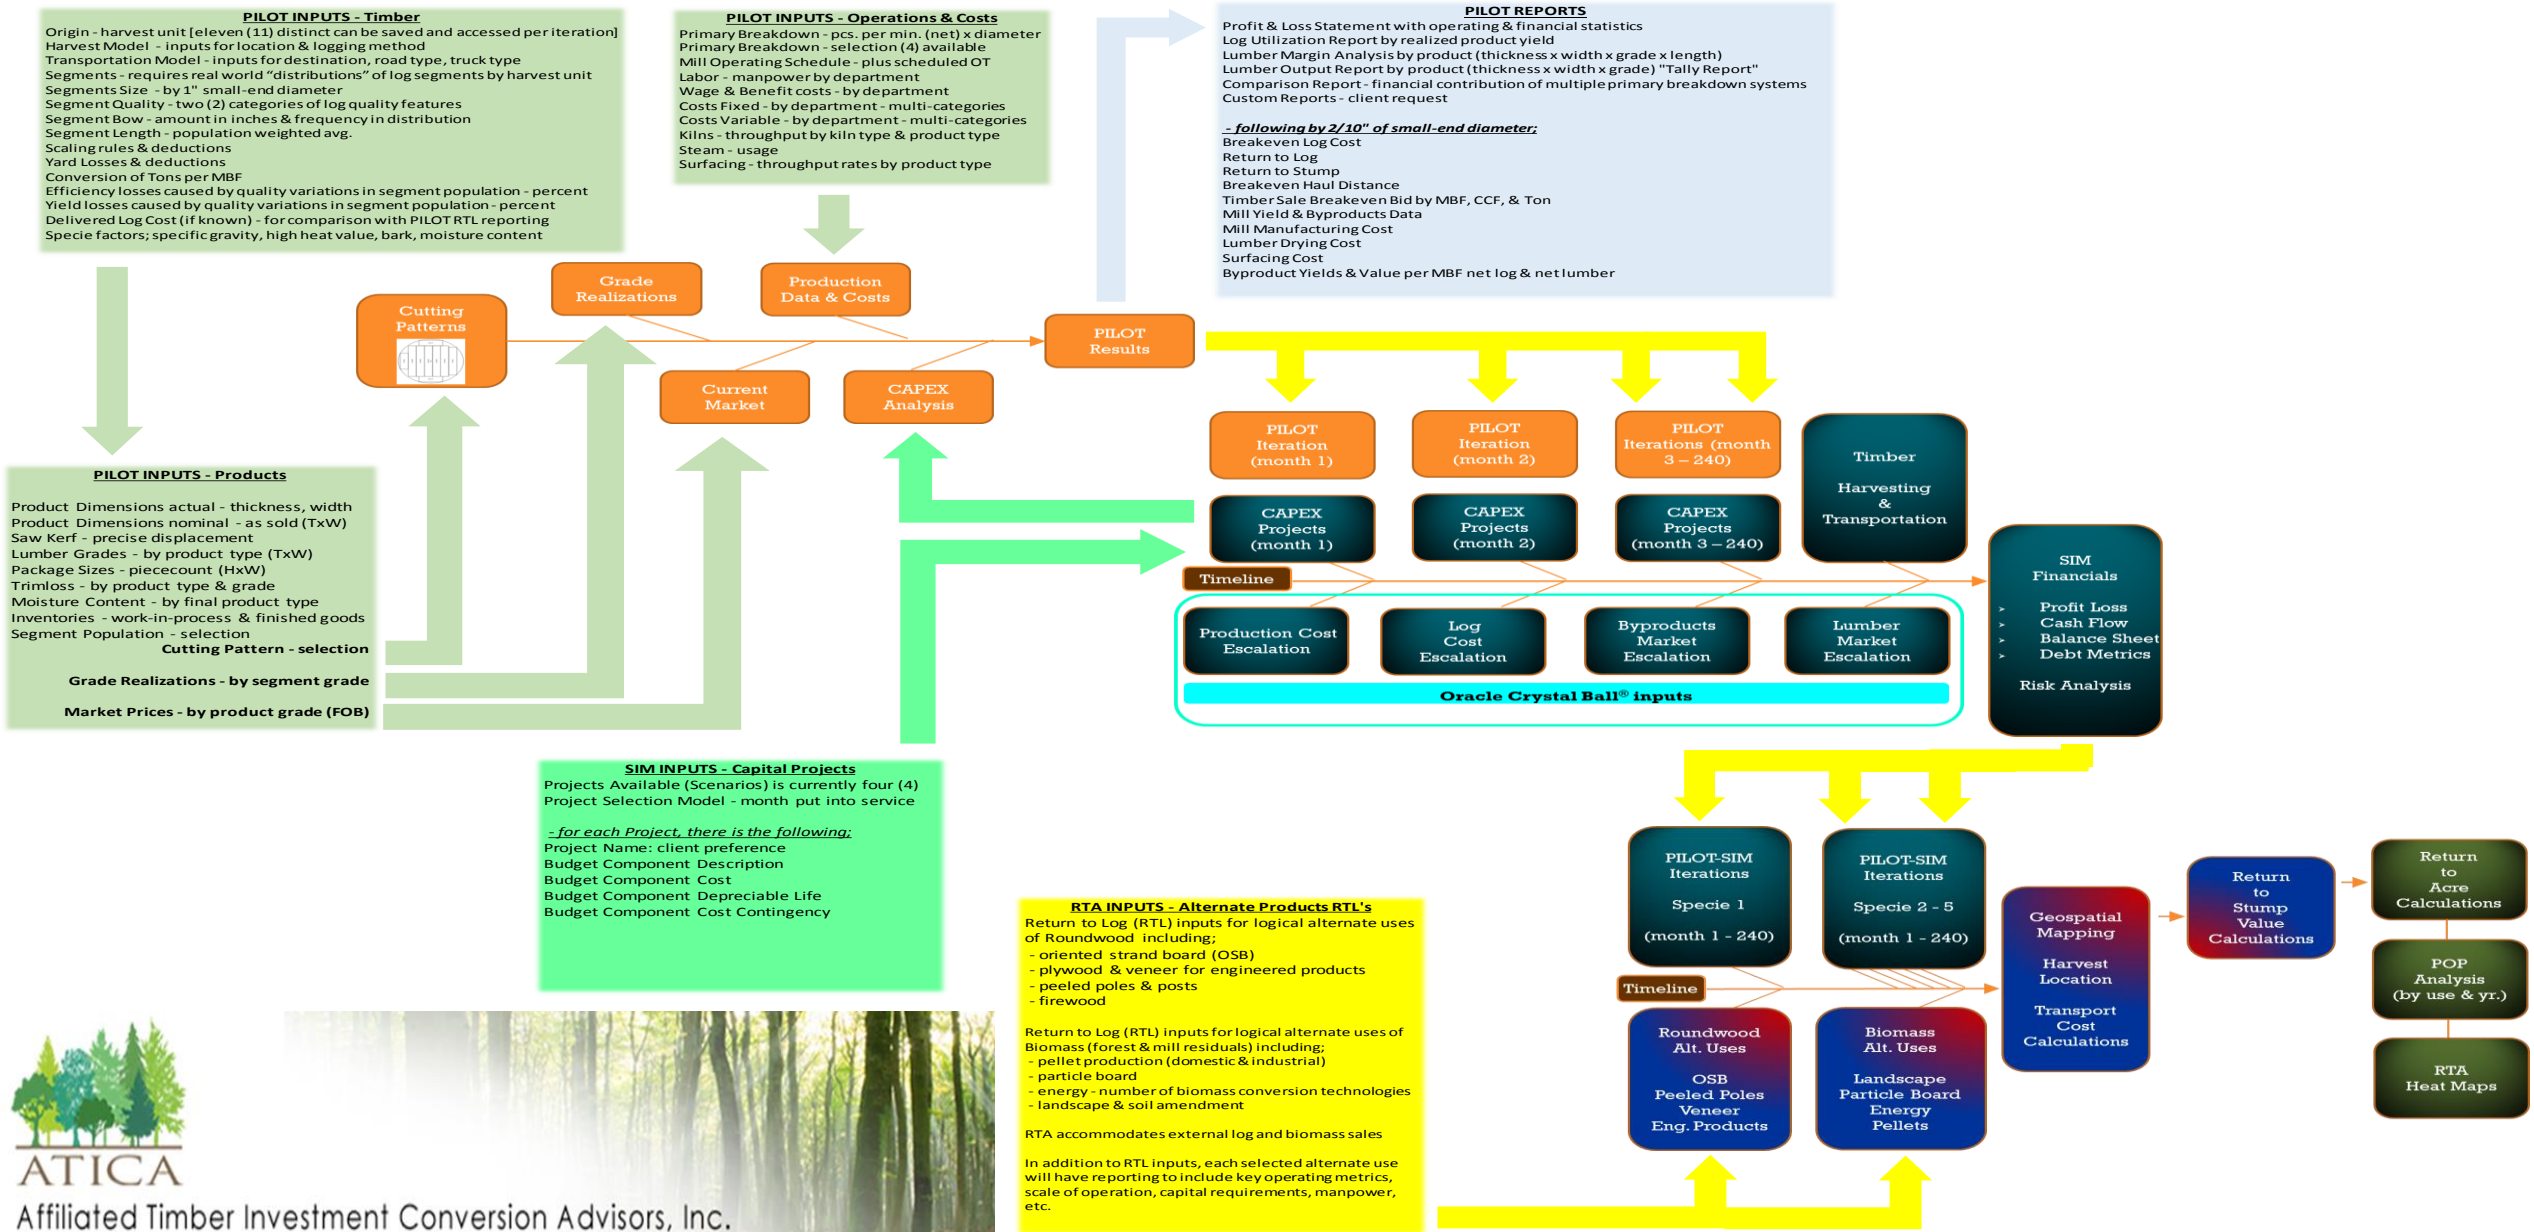 PILOT INPUTS - Timber
Origin - harvest unit [eleven (11) distinct can be saved and accessed per iteration]
Harvest Model - inputs for location & logging method
Transportation Model - inputs for destination, road type, truck type
Segments - requires real world “distributions” of log segments by harvest unit
Segments Size - by 1" small-end diameter
Segment Quality - two (2) categories of log quality features
Segment Bow - amount in inches & frequency in distribution
Segment Length - population weighted avg.
Scaling rules & deductions
Yard Losses & deductions
Conversion of Tons per MBF
Efficiency losses caused by quality variations in segment population - percent
Yield losses caused by quality variations in segment population - percent
Delivered Log Cost (if known) - for comparison with PILOT RTL reporting
Specie factors; specific gravity, high heat value, bark, moisture content
PILOT INPUTS - Operations & Costs
Primary Breakdown - pcs. per min. (net) x diameter
Primary Breakdown - selection (4) available
Mill Operating Schedule - plus scheduled OT
Labor - manpower by department
Wage & Benefit costs - by department
Costs Fixed - by department - multi-categories
Costs Variable - by department - multi-categories
Kilns - throughput by kiln type & product type
Steam - usage
Surfacing - throughput rates by product type
PILOT REPORTS
Profit & Loss Statement with operating & financial statistics
Log Utilization Report by realized product yield
Lumber Margin Analysis by product (thickness x width x grade x length)
Lumber Output Report by product (thickness x width x grade) "Tally Report"
Comparison Report - financial contribution of multiple primary breakdown systems
Custom Reports - client request
- following by 2/10" of small-end diameter;
Breakeven Log Cost
Return to Log
Return to Stump
Breakeven Haul Distance
Timber Sale Breakeven Bid by MBF, CCF, & Ton
Mill Yield & Byproducts Data
Mill Manufacturing Cost
Lumber Drying Cost
Surfacing Cost
Byproduct Yields & Value per MBF net log & net lumber
Cutting
Patterns
Grade
Realizations
Production
Data & Costs
Current
Market
CAPEX
Analysis
PILOT
Results
PILOT INPUTS - Products
Product Dimensions actual - thickness, width
Product Dimensions nominal - as sold (TxW)
Saw Kerf - precise displacement
Lumber Grades - by product type (TxW)
Package Sizes - piececount (HxW)
Trimloss - by product type & grade
Moisture Content - by final product type
Inventories - work-in-process & finished goods
Segment Population - selection
Cutting Pattern - selection
Grade Realizations - by segment grade
Market Prices - by product grade (FOB)
PILOT
Iteration
(month 1)
PILOT
Iteration
(month 2)
PILOT
Iterations (month
3 – 240)
Timber
Harvesting
&
Transportation
CAPEX
Projects
(month 1)
CAPEX
Projects
(month 2)
CAPEX
Projects
(month 3 – 240)
Timeline
Production Cost
Escalation
Log
Cost
Escalation
Byproducts
Market
Escalation
Lumber
Market
Escalation
Oracle Crystal Ball® inputs
SIM
Financials
➢ Profit Loss
➢ Cash Flow
➢ Balance Sheet
➢ Debt Metrics
Risk Analysis
SIM INPUTS - Capital Projects
Projects Available (Scenarios) is currently four (4)
Project Selection Model - month put into service
- for each Project, there is the following;
Project Name: client preference
Budget Component Description
Budget Component Cost
Budget Component Depreciable Life
Budget Component Cost Contingency
RTA INPUTS - Alternate Products RTL's
Return to Log (RTL) inputs for logical alternate uses
of Roundwood including;
- oriented strand board (OSB)
- plywood & veneer for engineered products
- peeled poles & posts
- firewood
Return to Log (RTL) inputs for logical alternate uses of
Biomass (forest & mill residuals) including;
- pellet production (domestic & industrial)
- particle board
- energy - number of biomass conversion technologies
- landscape & soil amendment
RTA accommodates external log and biomass sales
In addition to RTL inputs, each selected alternate use
will have reporting to include key operating metrics,
scale of operation, capital requirements, manpower,
etc.
PILOT-SIM
Iterations
Specie 1
(month 1 - 240)
PILOT-SIM
Iterations
Specie 2 - 5
(month 1 - 240)
Timeline
Roundwood
Alt. Uses
OSB
Peeled Poles
Veneer
Eng. Products
Biomass
Alt. Uses
Landscape
Particle Board
Energy
Pellets
Geospatial
Mapping
Harvest
Location
Transport
Cost
Calculations
Return
to
Stump
Value
Calculations
Return
to
Acre
Calculations
POP
Analysis
(by use & yr.)
RTA
Heat Maps
ATICA
Affiliated Timber Investment Conversion Advisors, Inc.